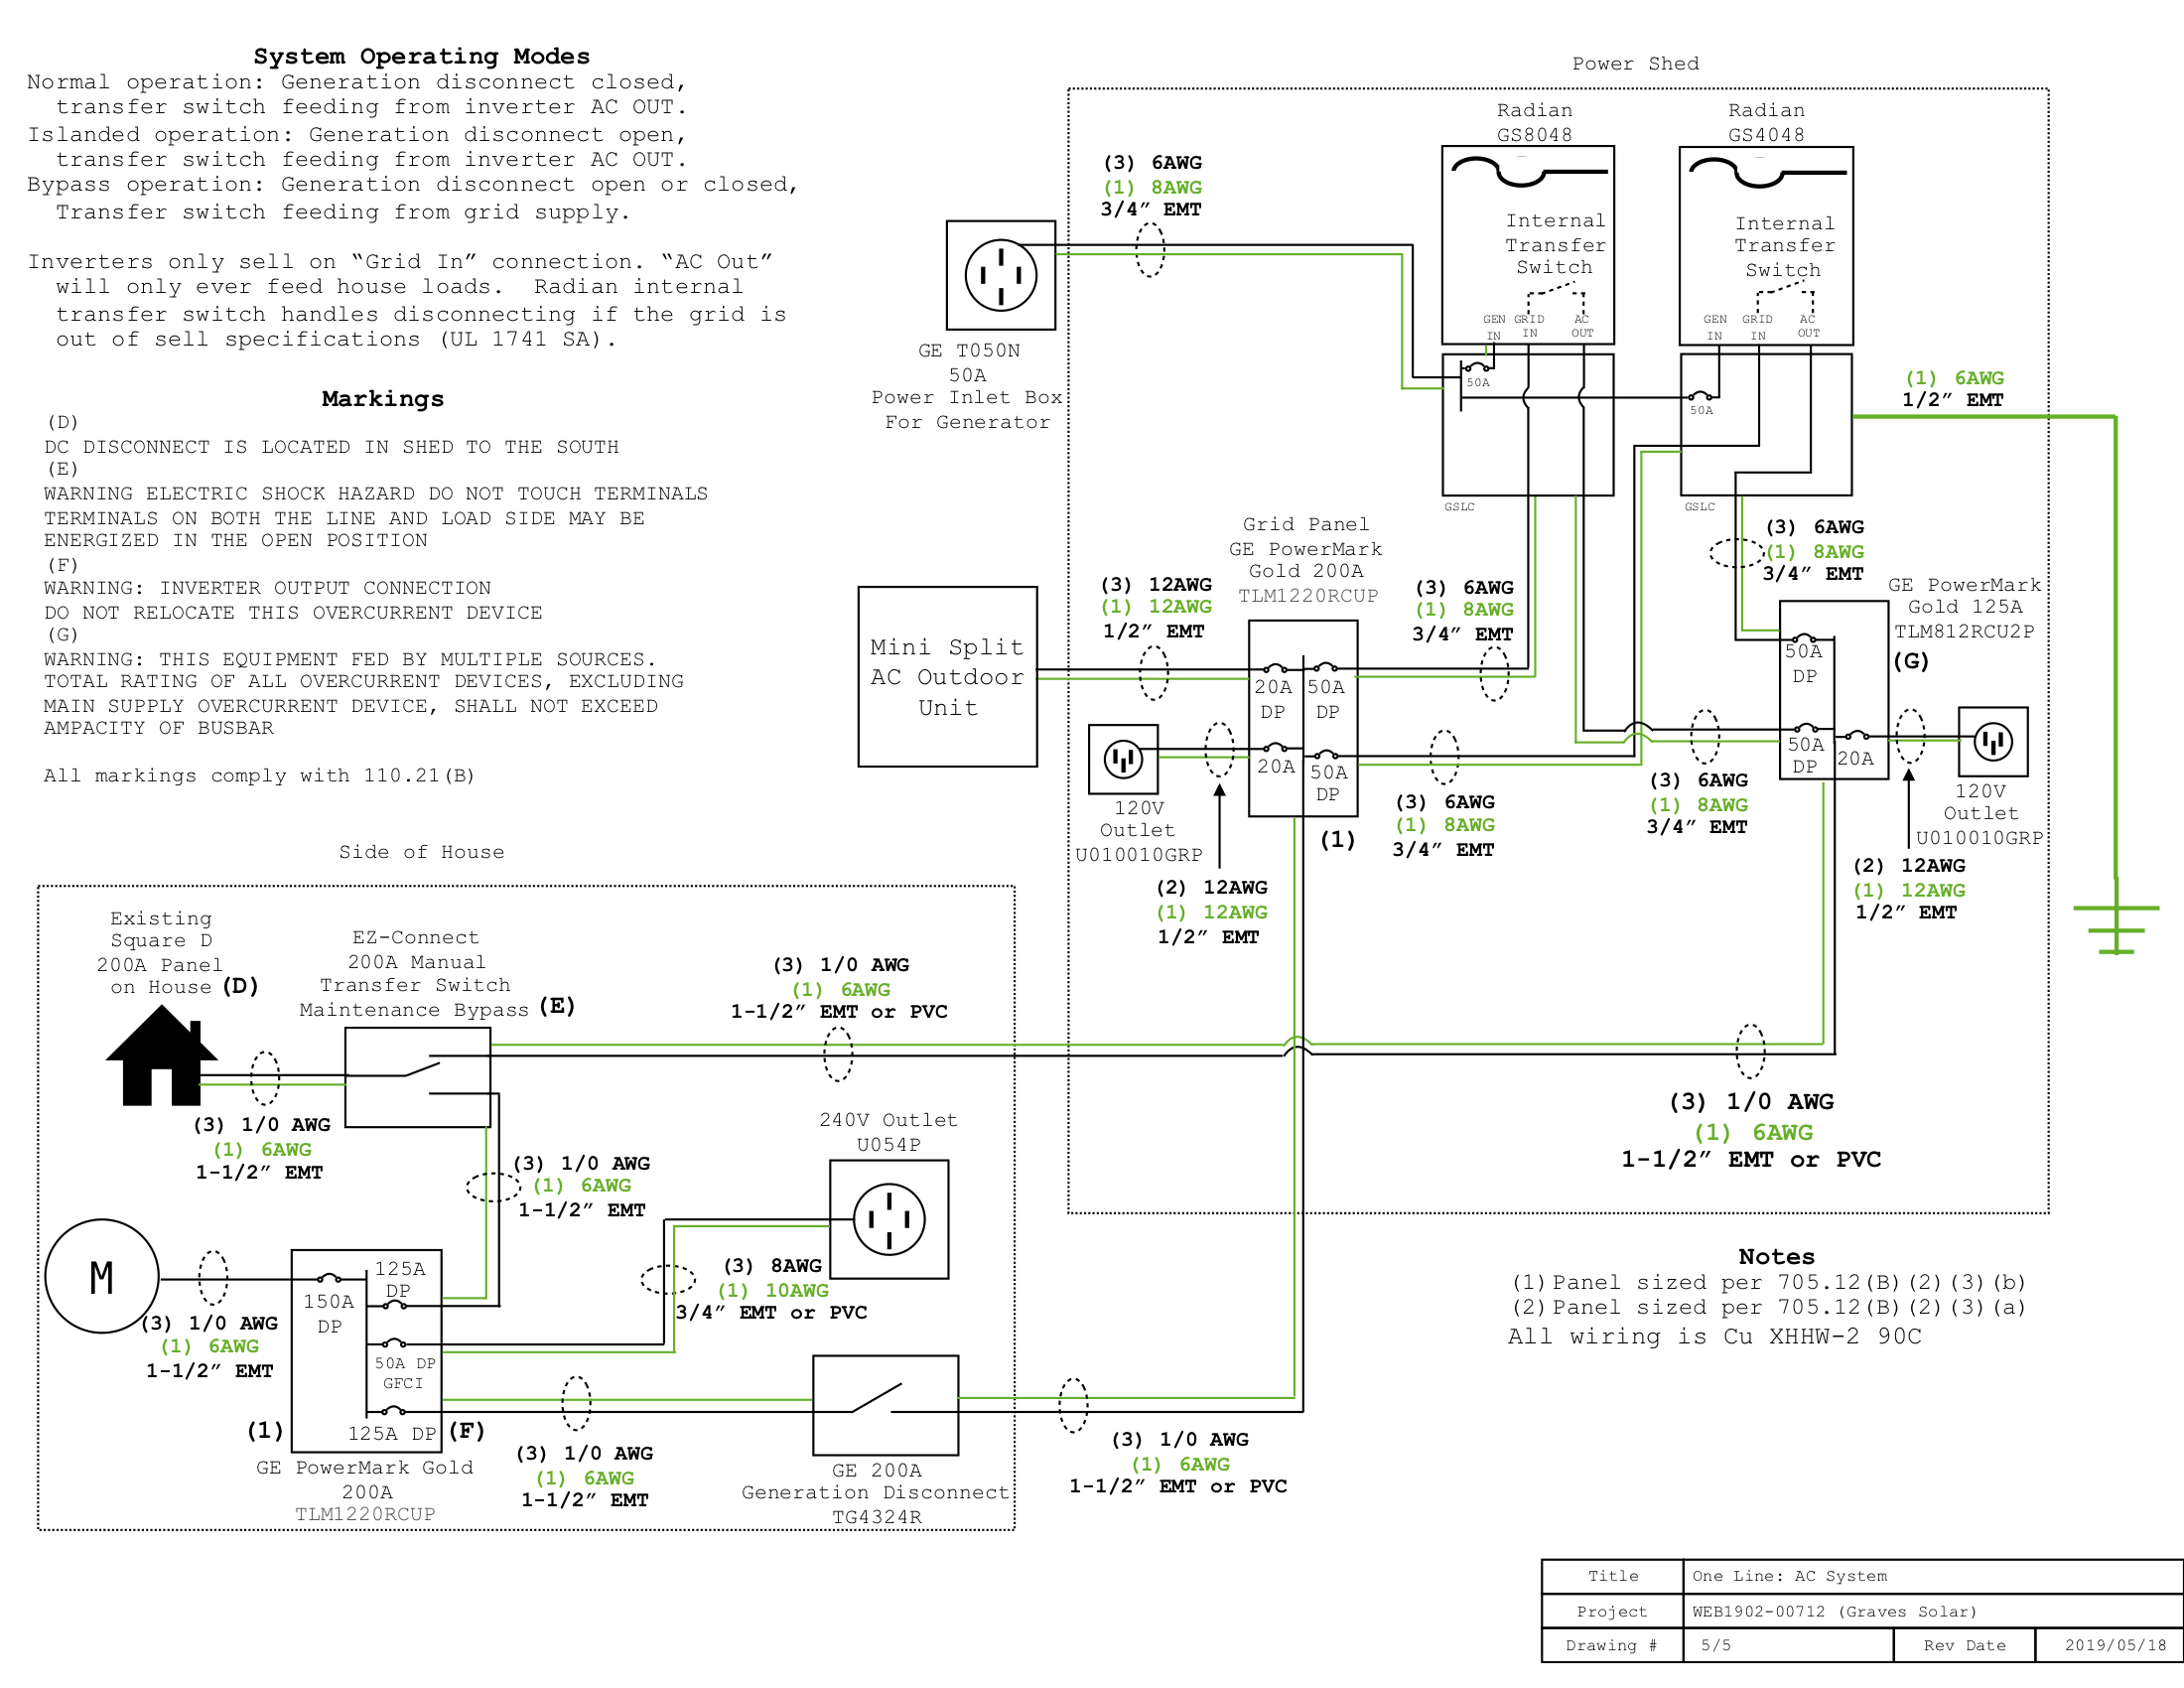 System Operating Modes
Normal operation: Generation disconnect closed,
transfer switch feeding from inverter AC OUT.
Islanded operation: Generation disconnect open,
transfer switch feeding from inverter AC OUT.
Bypass operation: Generation disconnect open or closed,
Transfer switch feeding from grid supply.
Inverters only sell on “Grid In” connection. “AC Out”
will only ever feed house loads. Radian internal
transfer switch handles disconnecting if the grid is
out of sell specifications (UL 1741 SA).
Markings
(D)
DC DISCONNECT IS LOCATED IN SHED TO THE SOUTH
(E)
WARNING ELECTRIC SHOCK HAZARD DO NOT TOUCH TERMINALS
TERMINALS ON BOTH THE LINE AND LOAD SIDE MAY BE
ENERGIZED IN THE OPEN POSITION
(F)
WARNING: INVERTER OUTPUT CONNECTION
DO NOT RELOCATE THIS OVERCURRENT DEVICE
(G)
WARNING: THIS EQUIPMENT FED BY MULTIPLE SOURCES.
TOTAL RATING OF ALL OVERCURRENT DEVICES, EXCLUDING
MAIN SUPPLY OVERCURRENT DEVICE, SHALL NOT EXCEED
AMPACITY OF BUSBAR
All markings comply with 110.21(B)
Power Shed
Radian
GS8048
Internal
Transfer
Switch
GEN
IN
GRID
IN
AC
OUT
50A
GSLC
Radian
GS4048
Internal
Transfer
Switch
GEN
IN
GRID
IN
AC
OUT
50A
GSLC
(3) 6AWG
(1) 8AWG
3/4″ EMT
GE T050N
50A
Power Inlet Box
For Generator
(1) 6AWG
1/2″ EMT
(3) 6AWG
(1) 8AWG
3/4″ EMT
Grid Panel
GE PowerMark
Gold 200A
TLM1220RCUP
(3) 12AWG
(1) 12AWG
1/2″ EMT
(3) 6AWG
(1) 8AWG
3/4″ EMT
GE PowerMark
Gold 125A
TLM812RCU2P
(G)
Mini Split
AC Outdoor
Unit
20A
DP
50A
DP
20A
50A
DP
(1)
50A
DP
50A
DP
20A
120V
Outlet
U010010GRP
(2) 12AWG
(1) 12AWG
1/2″ EMT
(3) 6AWG
(1) 8AWG
3/4″ EMT
(3) 6AWG
(1) 8AWG
3/4″ EMT
120V
Outlet
U010010GRP
(2) 12AWG
(1) 12AWG
1/2″ EMT
Side of House
Existing
Square D
200A Panel
on House (D)
EZ-Connect
200A Manual
Transfer Switch
Maintenance Bypass (E)
(3) 1/0 AWG
(1) 6AWG
1-1/2″ EMT or PVC
(3) 1/0 AWG
(1) 6AWG
1-1/2″ EMT
(3) 1/0 AWG
(1) 6AWG
1-1/2″ EMT
240V Outlet
U054P
(3) 1/0 AWG
(1) 6AWG
1-1/2″ EMT or PVC
M
(3) 1/0 AWG
(1) 6AWG
1-1/2″ EMT
125A
DP
150A
DP
50A DP
GFCI
125A DP
(1)
(F)
GE PowerMark Gold
200A
TLM1220RCUP
(3) 8AWG
(1) 10AWG
3/4″ EMT or PVC
(3) 1/0 AWG
(1) 6AWG
1-1/2″ EMT
GE 200A
Generation Disconnect
TG4324R
(3) 1/0 AWG
(1) 6AWG
1-1/2″ EMT or PVC
Notes
(1)Panel sized per 705.12(B)(2)(3)(b)
(2)Panel sized per 705.12(B)(2)(3)(a)
All wiring is Cu XHHW-2 90C
Title One Line: AC System
Project WEB1902-00712 (Graves Solar)
Drawing # 5/5 Rev Date 2019/05/18